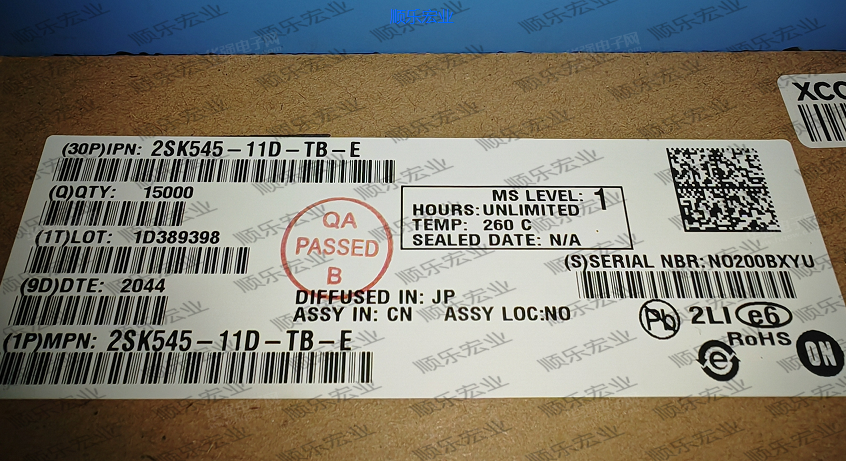 顺乐宏业
XCC
(30P)IPN: 2SK545-11D-TB-E
(Q)QTY: 15000
(1T)LOT: 1D389398
(9D)DTE: 2044
(1P)MPN: 2SK545-11D-TB-E
QA
PASSED
B
MS LEVEL: 1
HOURS: UNLIMITED
TEMP: 260 C
SEALED DATE: N/A
DIFFUSED IN: JP
ASSY IN: CN ASSY LOC:NO
(S)SERIAL NBR:NO200BXYU
Pb 2LI e6
RoHS
e
ON